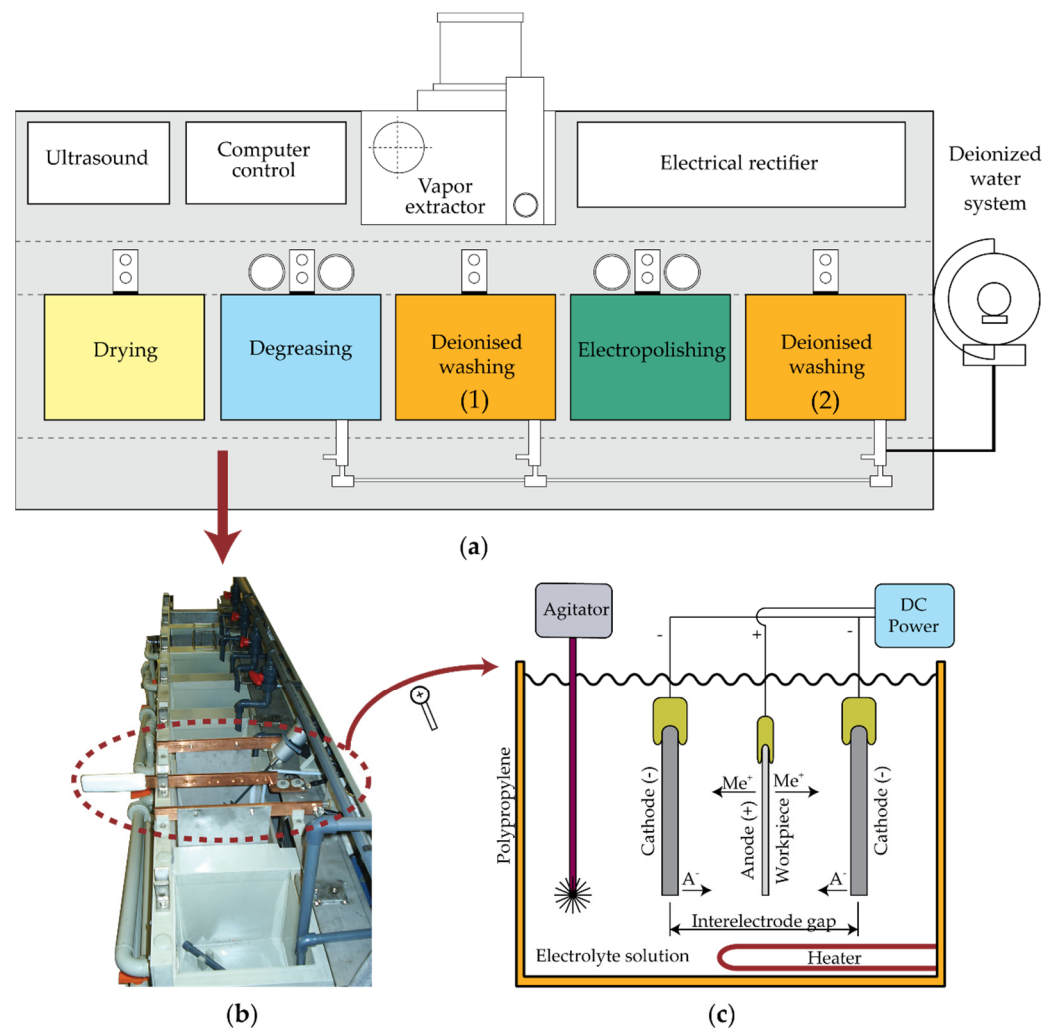 Ultrasound
Computer
control
Vapor
extractor
Electrical rectifier
Deionized
water
system
Drying
Degreasing
Deionised
washing
(1)
Electropolishing
Deionised
washing
(2)
(a)
Agitator
DC
Power
-
+
-
Polypropylene
Cathode (-)
Me+
Anode (+)
Workpiece
Me+
Cathode (-)
A-
A-
Interelectrode gap
Electrolyte solution
Heater
(b)
(c)